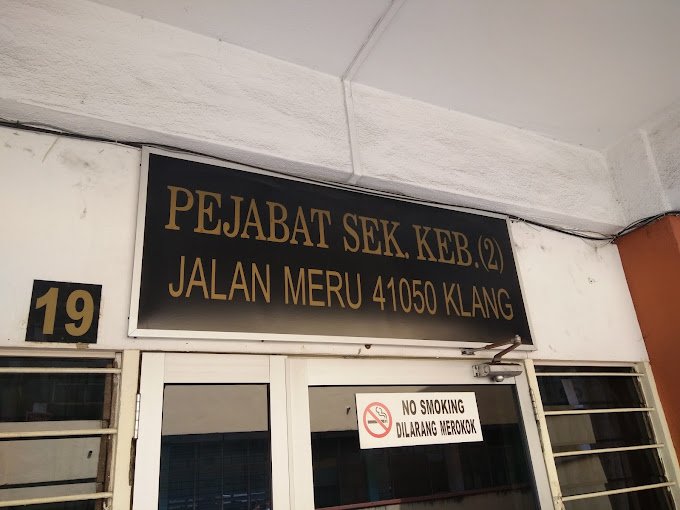 PEJABAT SEK. KEB.(2)
JALAN MERU 41050 KLANG
19
NO SMOKING
DILARANG MEROKOK